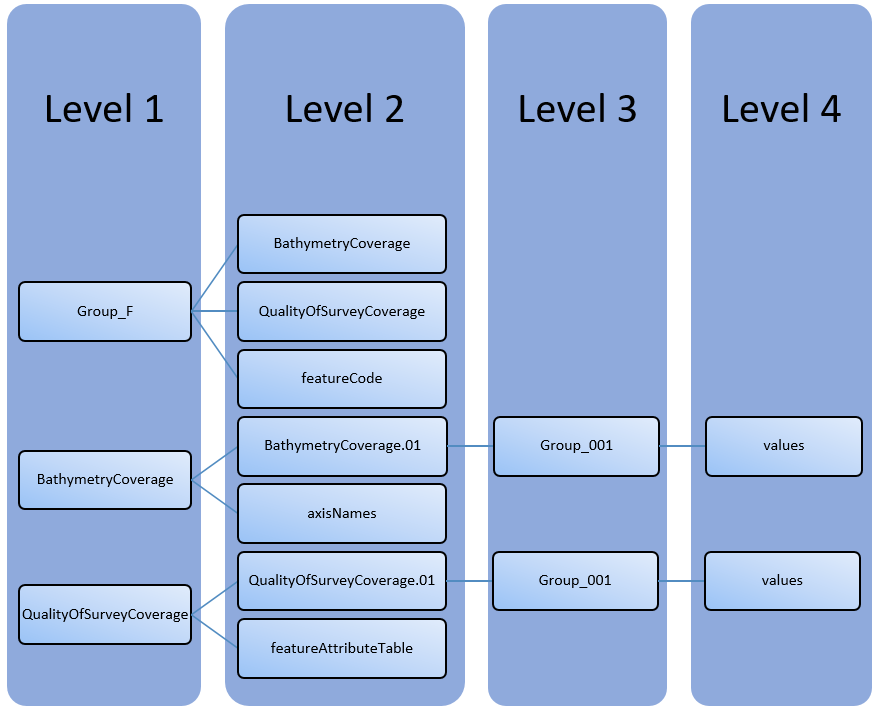 Level 1
Level 2
Level 3
Level 4
BathymetryCoverage
Group_F
QualityOfSurveyCoverage
featureCode
BathymetryCoverage
BathymetryCoverage.01
Group_001
values
axisNames
QualityOfSurveyCoverage
QualityOfSurveyCoverage.01
Group_001
values
featureAttributeTable